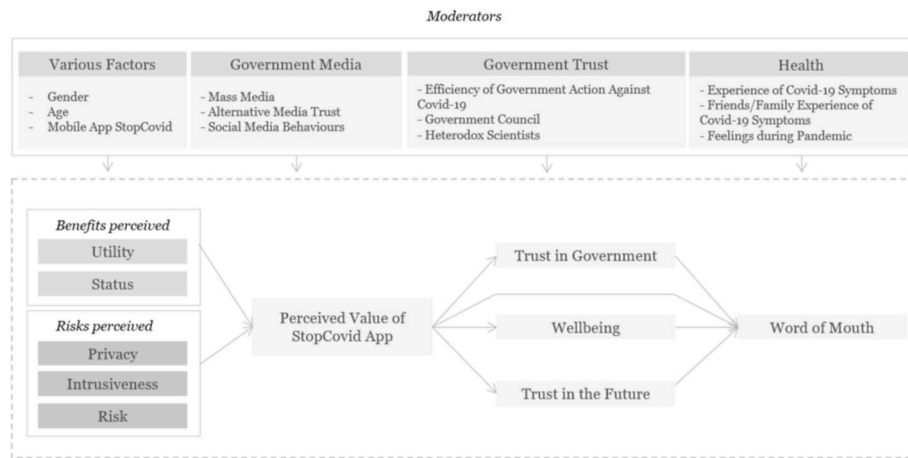 Moderators
Various Factors
- Gender
- Age
- Mobile App StopCovid
Government Media
- Mass Media
- Alternative Media Trust
- Social Media Behaviours
Government Trust
- Efficiency of Government Action Against
Covid-19
- Government Council
- Heterodox Scientists
Health
- Experience of Covid-19 Symptoms
- Friends/Family Experience of
Covid-19 Symptoms
- Feelings during Pandemic
Benefits perceived
Utility
Status
Risks perceived
Privacy
Intrusiveness
Risk
Perceived Value of
StopCovid App
Trust in Government
Wellbeing
Trust in the Future
Word of Mouth